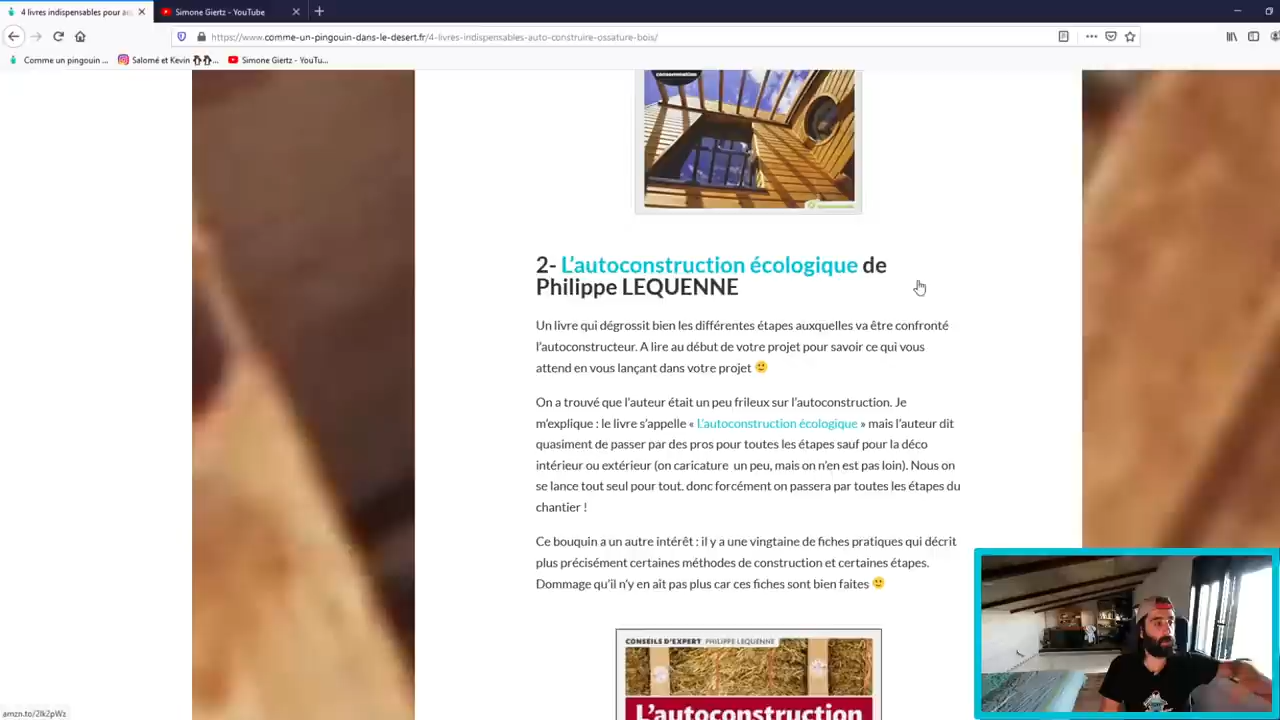 4 livres indispensables pour au
Simone Giertz - YouTube
https://www.comme-un-pingouin-dans-le-desert.fr/4-livres-indispensables-auto-construire-ossature-bois/
Comme un pingouin ...
Salomé et Kevin
Simone Giertz - YouTu...
consommation
2- L'autoconstruction écologique de
Philippe LEQUENNE
Un livre qui dégrossit bien les différentes étapes auxquelles va être confronté
l'autoconstructeur. A lire au début de votre projet pour savoir ce qui vous
attend en vous lançant dans votre projet 🙂
On a trouvé que l'auteur était un peu frileux sur l'autoconstruction. Je
m'explique : le livre s'appelle « L'autoconstruction écologique » mais l'auteur dit
quasiment de passer par des pros pour toutes les étapes sauf pour la déco
intérieur ou extérieur (on caricature un peu, mais on n'en est pas loin). Nous on
se lance tout seul pour tout. donc forcément on passera par toutes les étapes du
chantier !
Ce bouquin a un autre intérêt : il y a une vingtaine de fiches pratiques qui décrit
plus précisément certaines méthodes de construction et certaines étapes.
Dommage qu'il n'y en ait pas plus car ces fiches sont bien faites 🙂
CONSEILS D'EXPERT PHILIPPE LEQUENNE
L'autoconstruction
amzn.to/2Ik2pWz